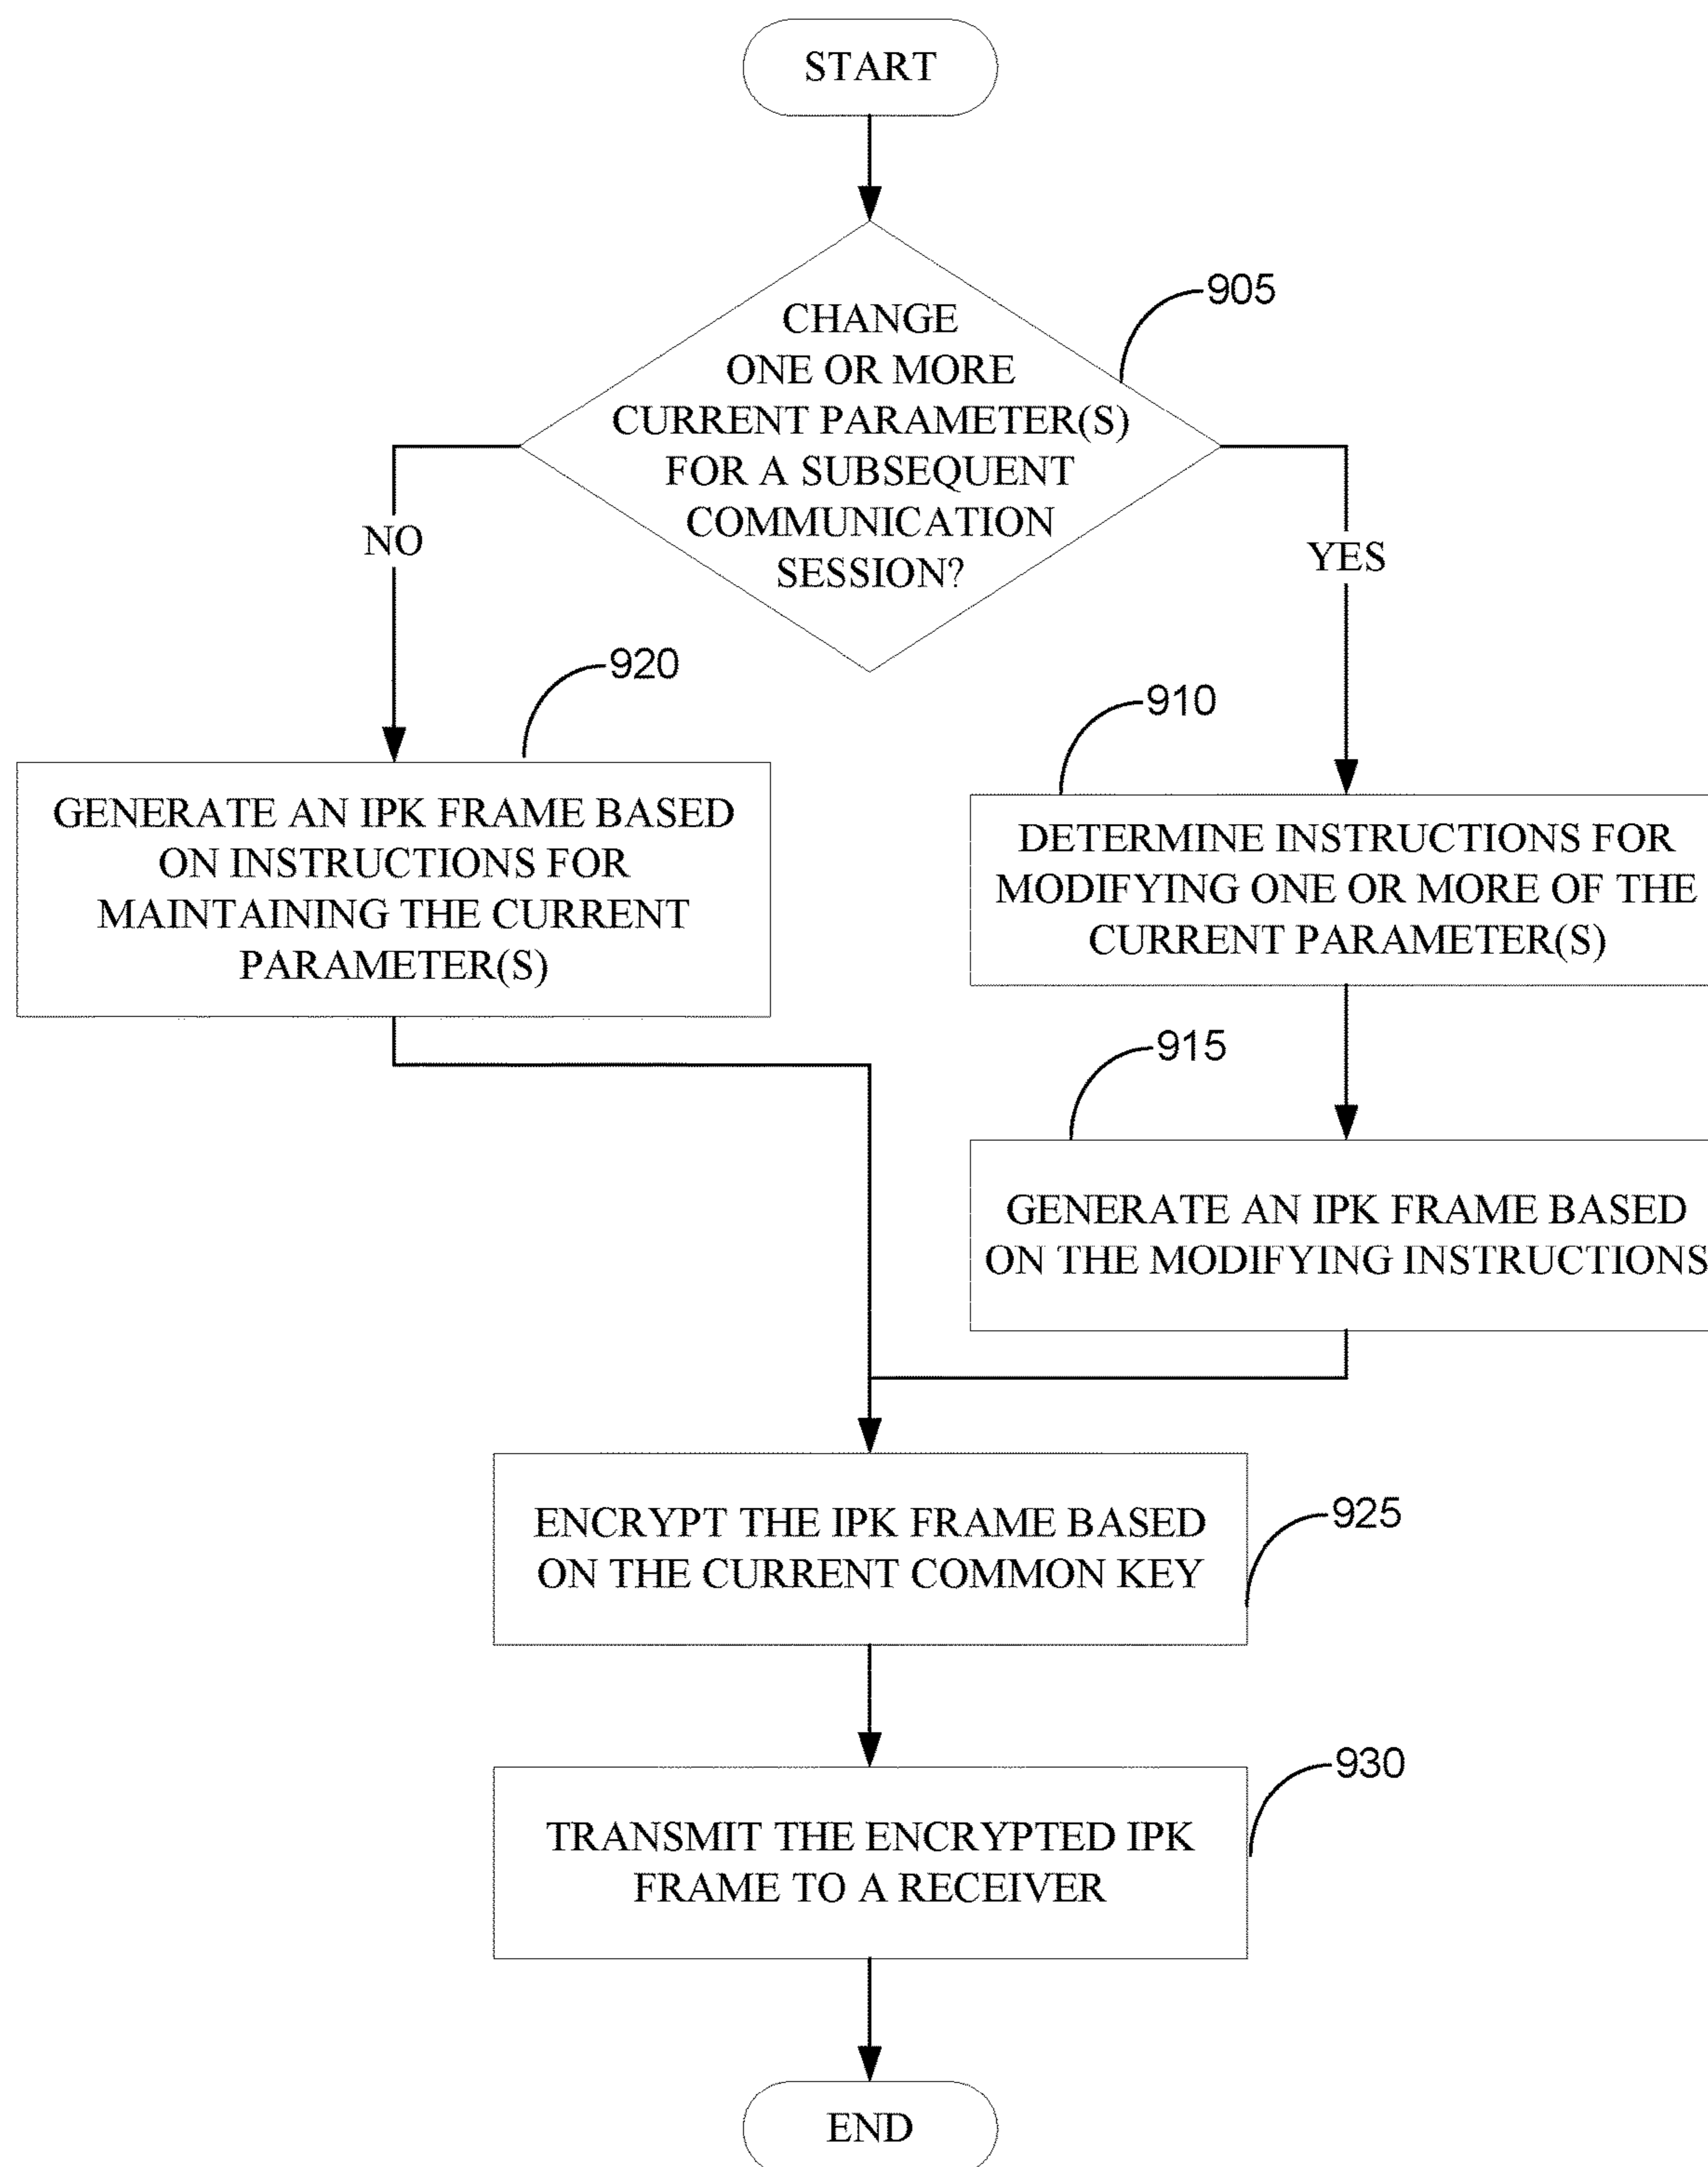 START
CHANGE
ONE OR MORE
CURRENT PARAMETER(S)
FOR A SUBSEQUENT
COMMUNICATION
SESSION?
905
NO
YES
920
910
GENERATE AN IPK FRAME BASED
ON INSTRUCTIONS FOR
MAINTAINING THE CURRENT
PARAMETER(S)
DETERMINE INSTRUCTIONS FOR
MODIFYING ONE OR MORE OF THE
CURRENT PARAMETER(S)
915
GENERATE AN IPK FRAME BASED
ON THE MODIFYING INSTRUCTIONS
ENCRYPT THE IPK FRAME BASED
ON THE CURRENT COMMON KEY
925
TRANSMIT THE ENCRYPTED IPK
FRAME TO A RECEIVER
930
END